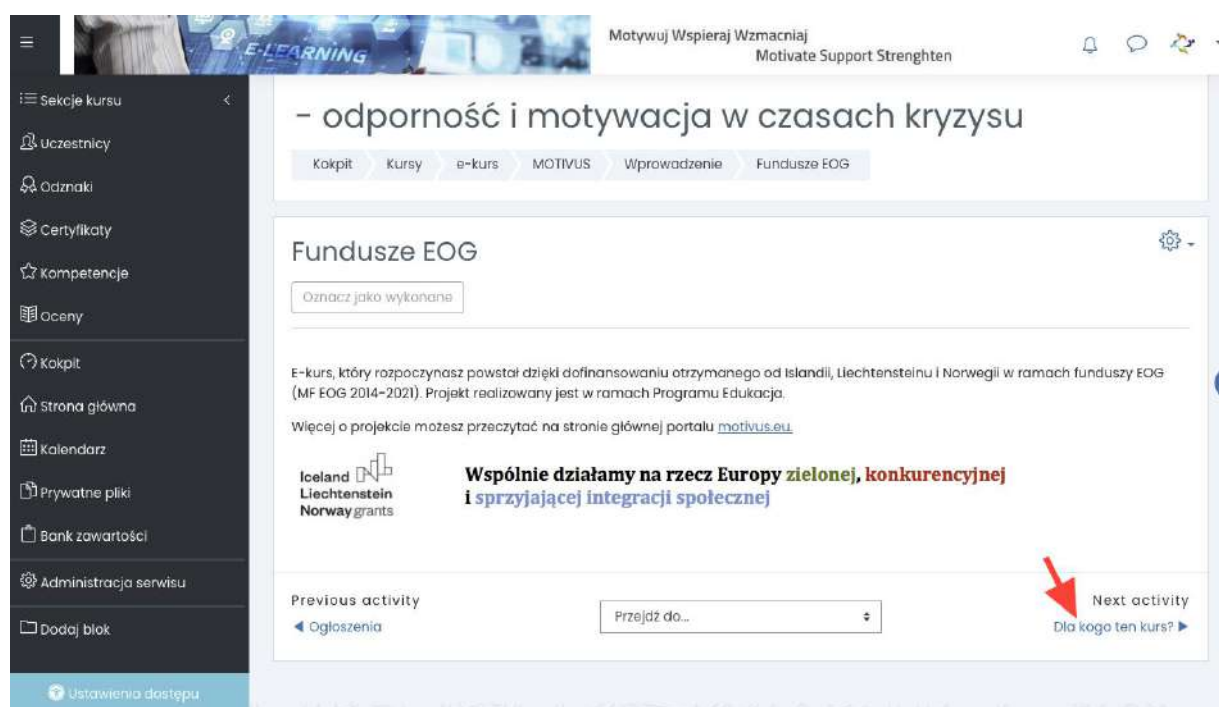 E-LEARNING
Motywuj Wspieraj Wzmacniaj
Motivate Support Strenghten
Sekcje kursu
Uczestnicy
Odznaki
Certyfikaty
Kompetencje
Oceny
Kokpit
Strona główna
Kalendarz
Prywatne pliki
Bank zawartości
Administracja serwisu
Dodaj blok
Ustawienia dostępu
- odporność i motywacja w czasach kryzysu
Kokpit Kursy e-kurs MOTIVUS Wprowadzenie Fundusze EOG
Fundusze EOG
Oznacz jako wykonane
E-kurs, który rozpoczynasz powstał dzięki dofinansowaniu otrzymanego od Islandii, Liechtensteinu i Norwegii w ramach funduszy EOG
(MF EOG 2014-2021). Projekt realizowany jest w ramach Programu Edukacja.
Więcej o projekcie możesz przeczytać na stronie głównej portalu motivus.eu.
Iceland
Liechtenstein
Norway grants
Wspólnie działamy na rzecz Europy zielonej, konkurencyjnej
i sprzyjającej integracji społecznej
Previous activity
◀ Ogłoszenia
Przejdź do...
Next activity
Dla kogo ten kurs? ▶